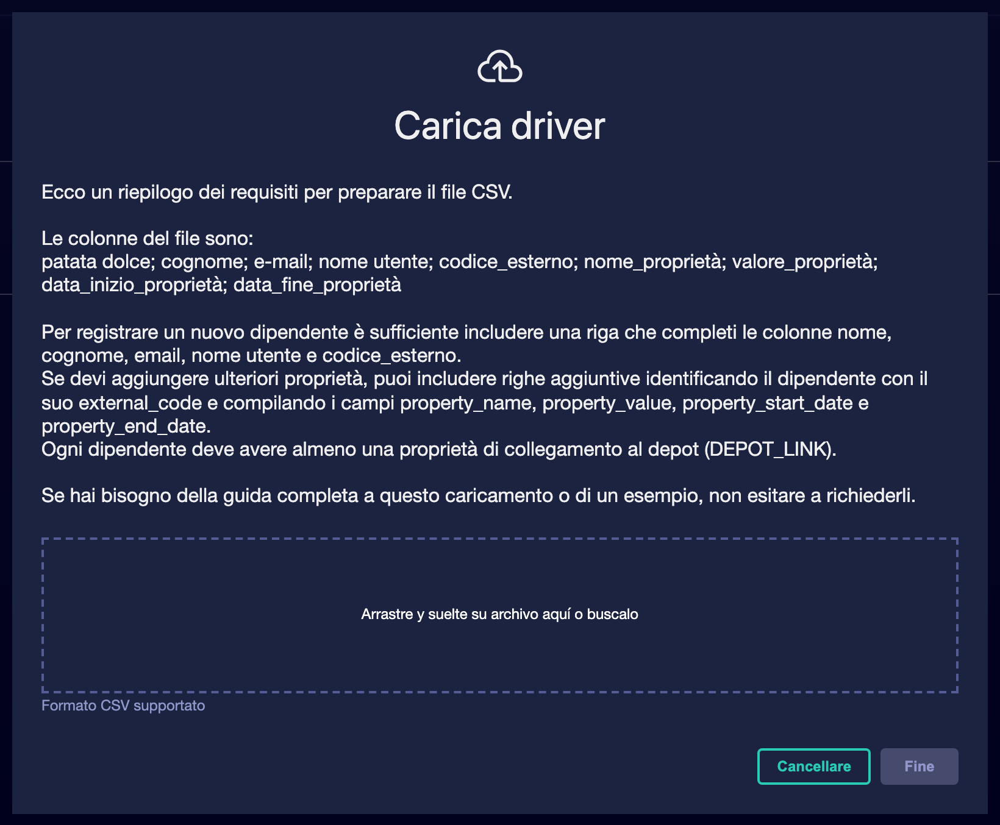 Carica driver
Ecco un riepilogo dei requisiti per preparare il file CSV.
Le colonne del file sono:
patata dolce; cognome; e-mail; nome utente; codice_esterno; nome_proprietà; valore_proprietà;
data_inizio_proprietà; data_fine_proprietà
Per registrare un nuovo dipendente è sufficiente includere una riga che completi le colonne nome,
cognome, email, nome utente e codice_esterno.
Se devi aggiungere ulteriori proprietà, puoi includere righe aggiuntive identificando il dipendente con il
suo external_code e compilando i campi property_name, property_value, property_start_date e
property_end_date.
Ogni dipendente deve avere almeno una proprietà di collegamento al depot (DEPOT_LINK).
Se hai bisogno della guida completa a questo caricamento o di un esempio, non esitare a richiederli.
Arrastre y suelte su archivo aquí o buscalo
Formato CSV supportato
Cancellare
Fine